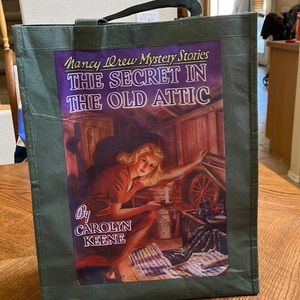 Nancy Drew Mystery Stories
THE SECRET IN
THE OLD ATTIC
By
CAROLYN
KEENE